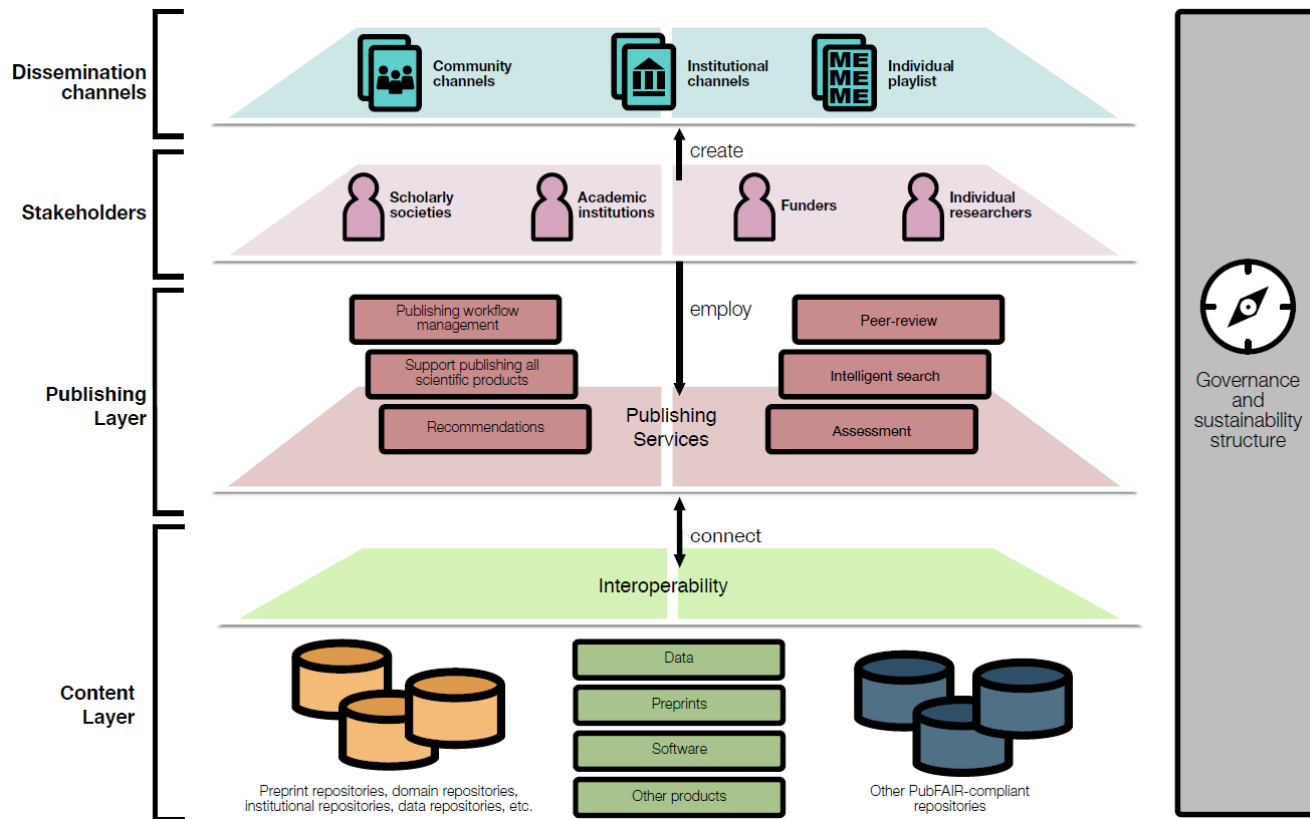 Dissemination
channels
Community
channels
Institutional
channels
ME
ME
ME
Individual
playlist
create
Stakeholders
Scholarly
societies
Academic
institutions
Funders
Individual
researchers
employ
Publishing
Layer
Publishing workflow
management
Support publishing all
scientific products
Recommendations
Publishing
Services
Peer-review
Intelligent search
Assessment
connect
Interoperability
Content
Layer
Preprint repositories, domain repositories,
institutional repositories, data repositories, etc.
Data
Preprints
Software
Other products
Other PubFAIR-compliant
repositories
Governance
and
sustainability
structure